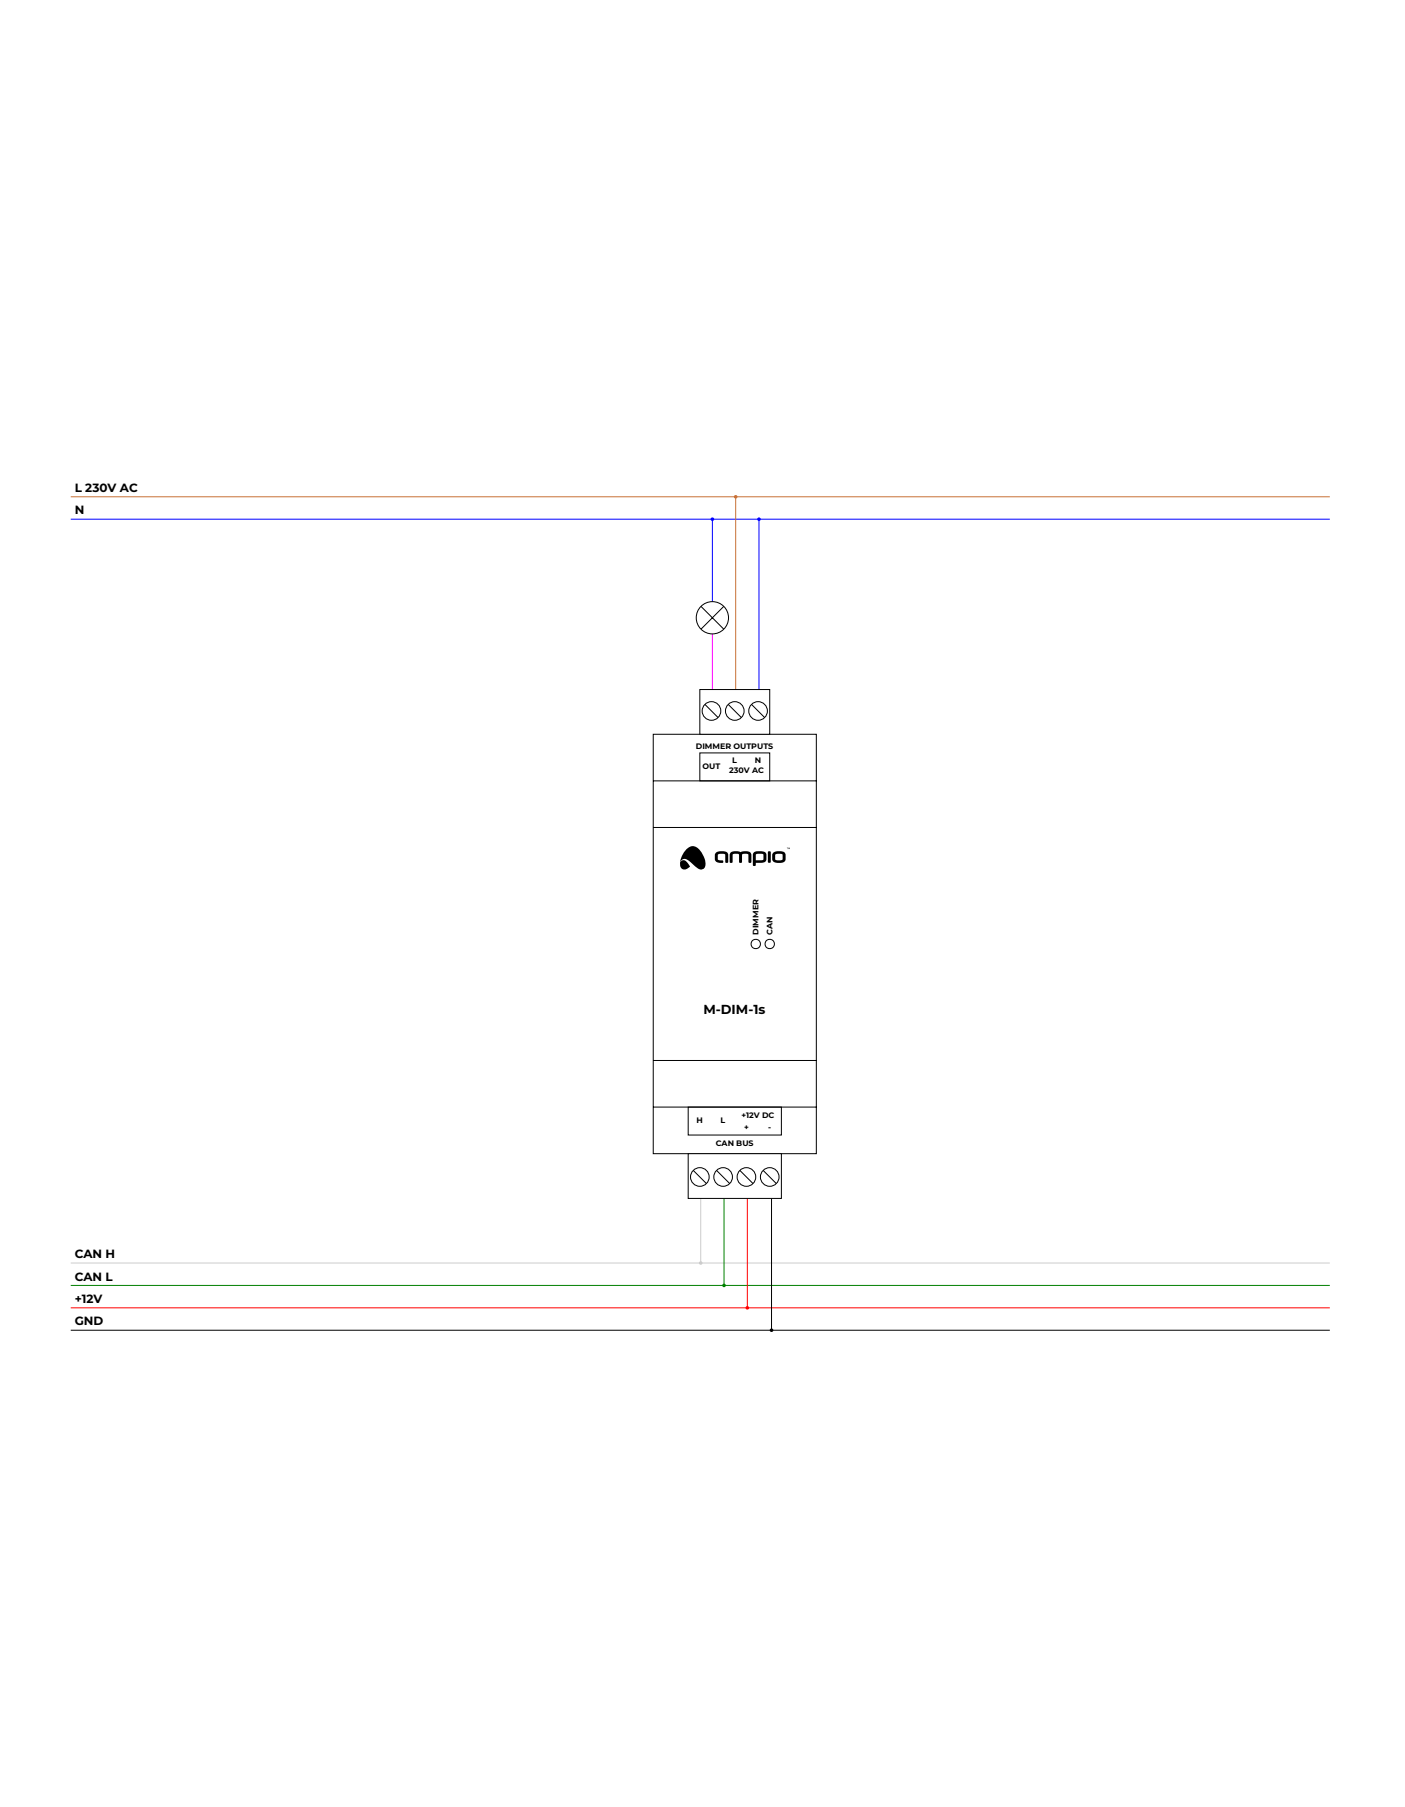 L 230V AC
N
DIMMER OUTPUTS
OUT L N
230V AC
ampio™
DIMMER
CAN
M-DIM-1s
H L +12V DC
+ -
CAN BUS
CAN H
CAN L
+12V
GND